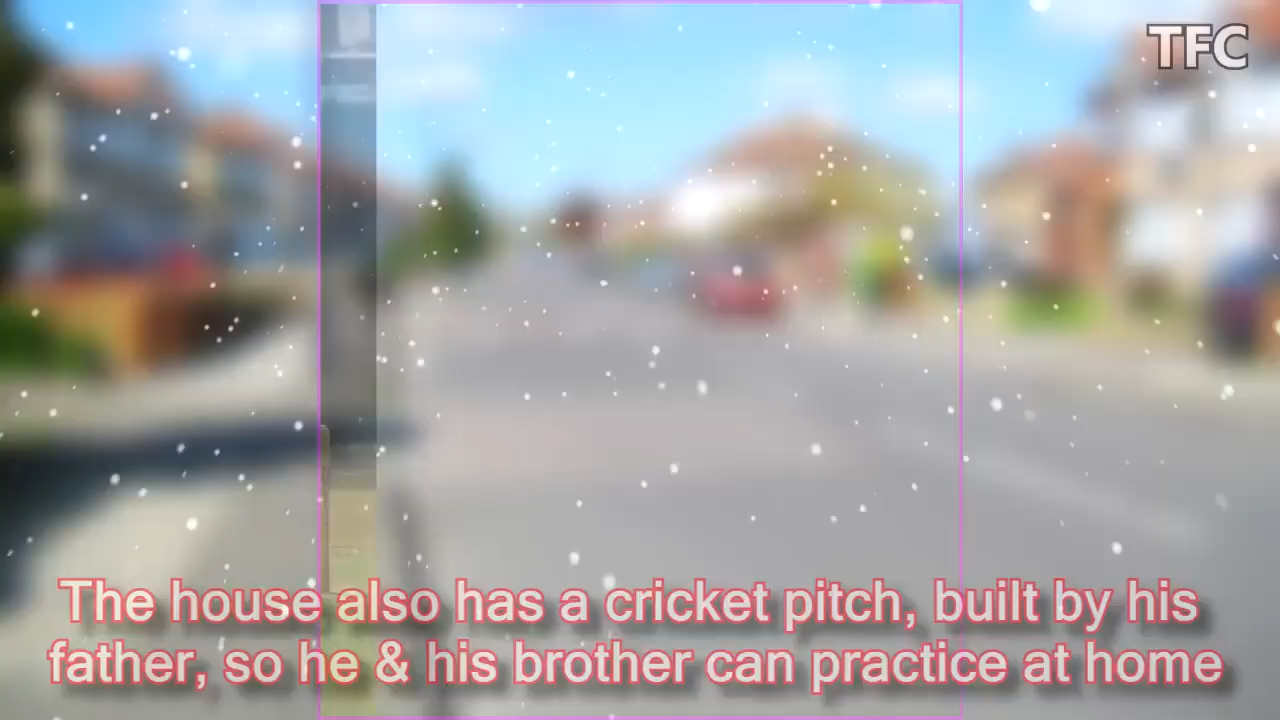 TFC
The house also has a cricket pitch, built by his
father, so he & his brother can practice at home